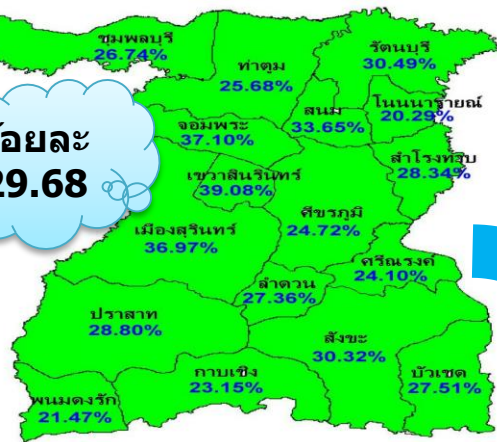 ชุมพลบุรี
26.74%
ท่าตูม
25.68%
รัตนบุรี
30.49%
สนม
33.65%
โนนนารายณ์
20.29%
จอมพระ
37.10%
สำโรงทาบ
28.34%
29.68
เขวาสินรินทร์
39.08%
ศีขรภูมิ
24.72%
เมืองสุรินทร์
36.97%
ศรีณรงค์
24.10%
ลำดวน
27.36%
ปราสาท
28.80%
สังขะ
30.32%
กาบเชิง
23.15%
บัวเชด
27.51%
พนมดงรัก
21.47%